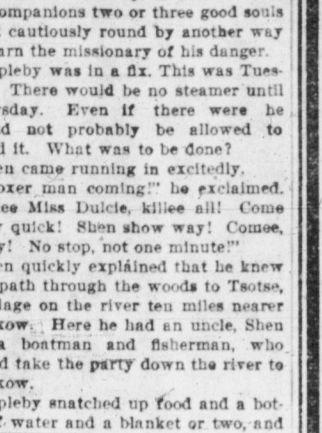 ompanions two or three good souls
cautiously round by another way
arn the missionary of his danger.
pleby was in a fix. This was Tues-
There would be no steamer until
rsday. Even if there were he
d not probably be allowed to
d it. What was to be done?
en came running in excitedly.
oxer man coming!" he exclaimed.
ee Miss Dulcie, killee all! Come
quick! Shen show way! Comee,
y! No stop, not one minute!"
en quickly explained that he knew
path through the woods to Tsotse,
lage on the river ten miles nearer
kow. Here he had an uncle, Shen
a boatman and fisherman, who
d take the party down the river to
kow.
pleby snatched up food and a bot-
water and a blanket or two, and